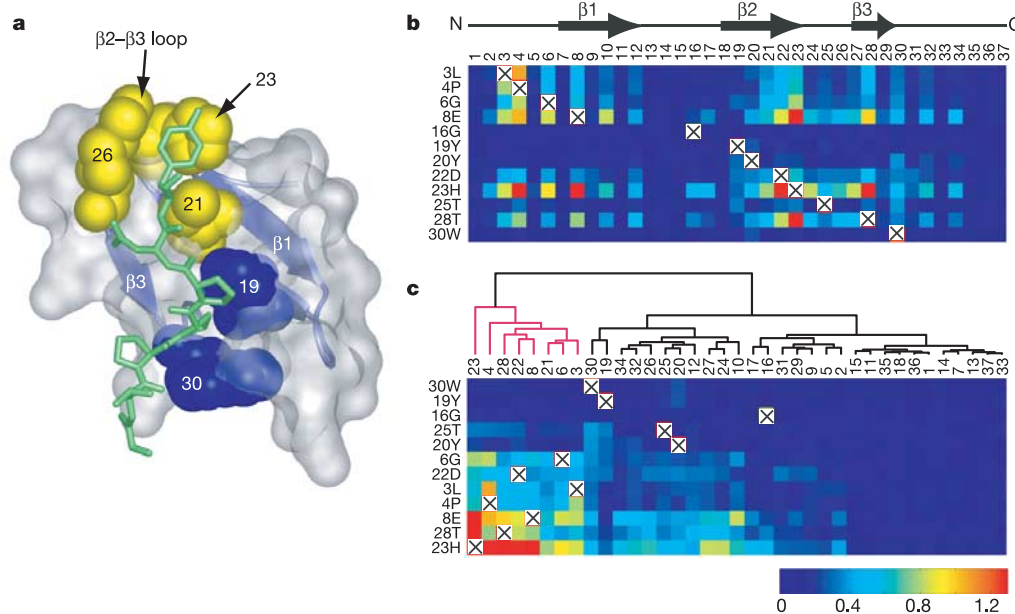 a
β2–β3 loop
23
26
21
β1
β3
19
30
b
N β1 β2 β3 C
1 2 3 4 5 6 7 8 9 10 11 12 13 14 15 16 17 18 19 20 21 22 23 24 25 26 27 28 29 30 31 32 33 34 35 36 37
3L
4P
6G
8E
16G
19Y
20Y
22D
23H
25T
28T
30W
c
23 4 28 22 8 21 6 3 30 19 34 32 26 25 20 12 27 24 10 17 16 31 29 9 5 2 15 11 35 18 36 1 14 7 13 37 33
30W
19Y
16G
25T
20Y
6G
22D
3L
4P
8E
28T
23H
0 0.4 0.8 1.2